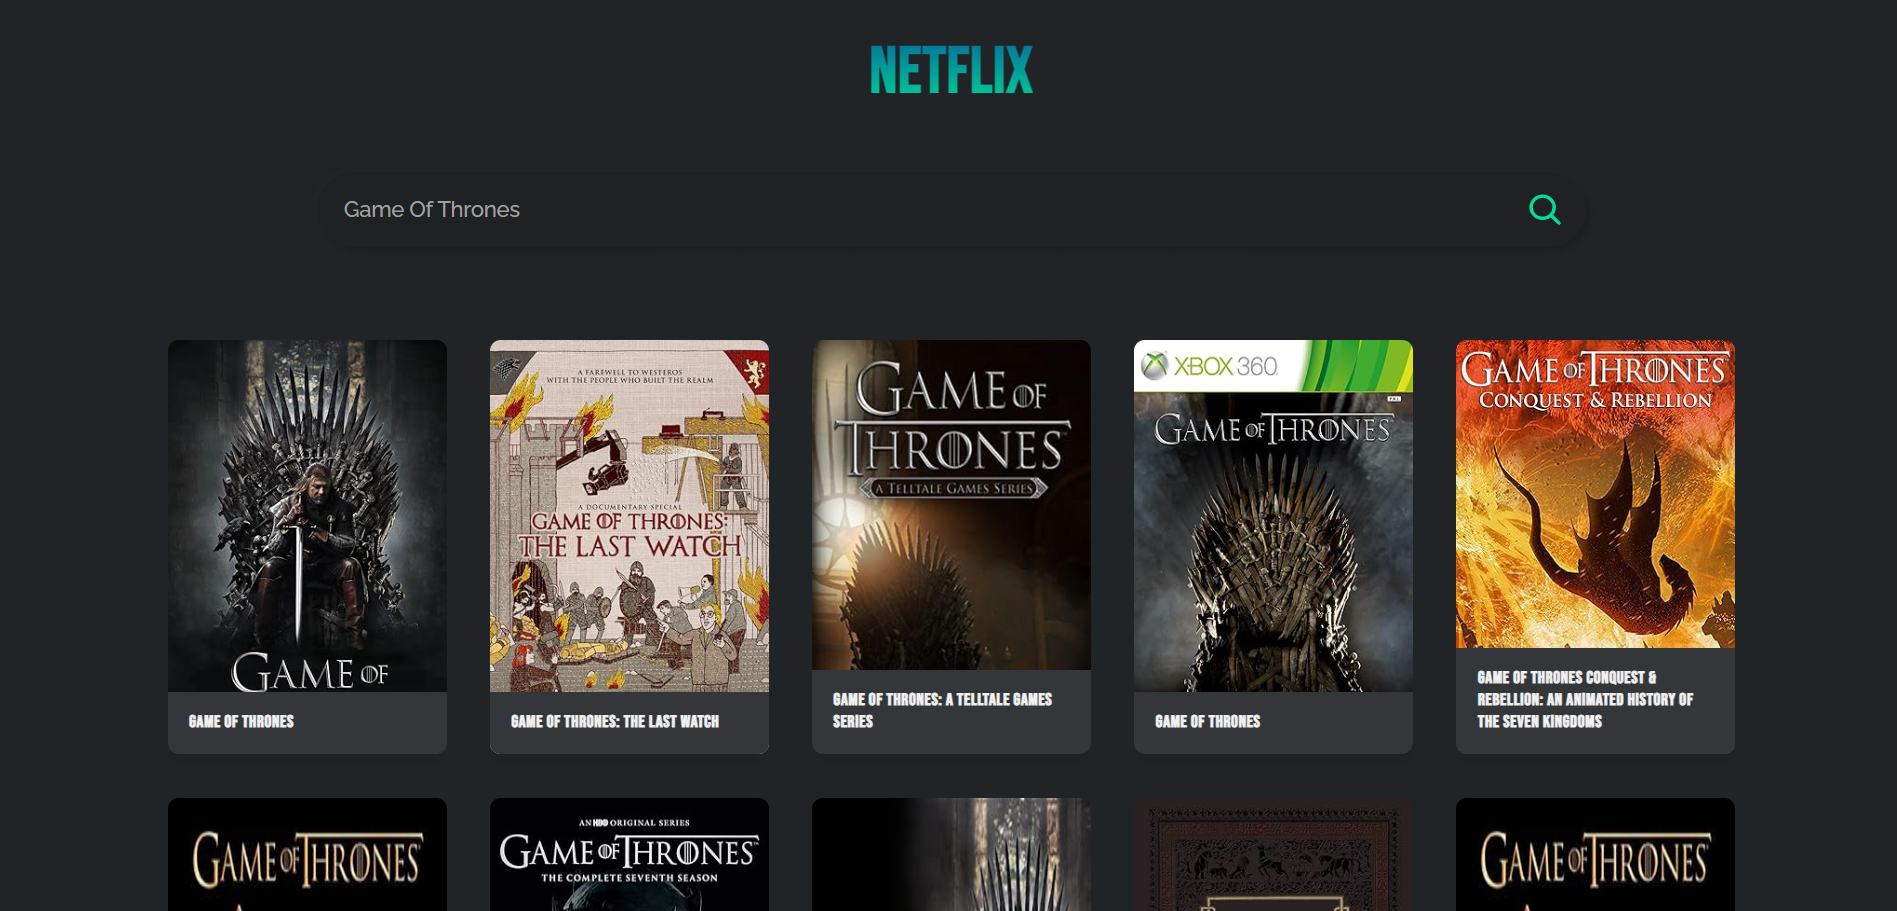 NETFLIX
Game Of Thrones
GAME OF
GAME OF THRONES
A FAREWELL TO WESTEROS
WITH THE PEOPLE WHO BUILT THE REALM
A DOCUMENTARY SPECIAL
GAME OF THRONES:
THE LAST WATCH
GAME OF THRONES: THE LAST WATCH
GAME OF
THRONES
A TELLTALE GAMES SERIES
GAME OF THRONES: A TELLTALE GAMES
SERIES
XBOX 360
PAL
GAME OF THRONES
GAME OF THRONES
GAME OF THRONES
CONQUEST & REBELLION
GAME OF THRONES CONQUEST &
REBELLION: AN ANIMATED HISTORY OF
THE SEVEN KINGDOMS
GAME OF THRONES
AN HBO ORIGINAL SERIES
GAME OF THRONES
THE COMPLETE SEVENTH SEASON
GAME OF THRONES